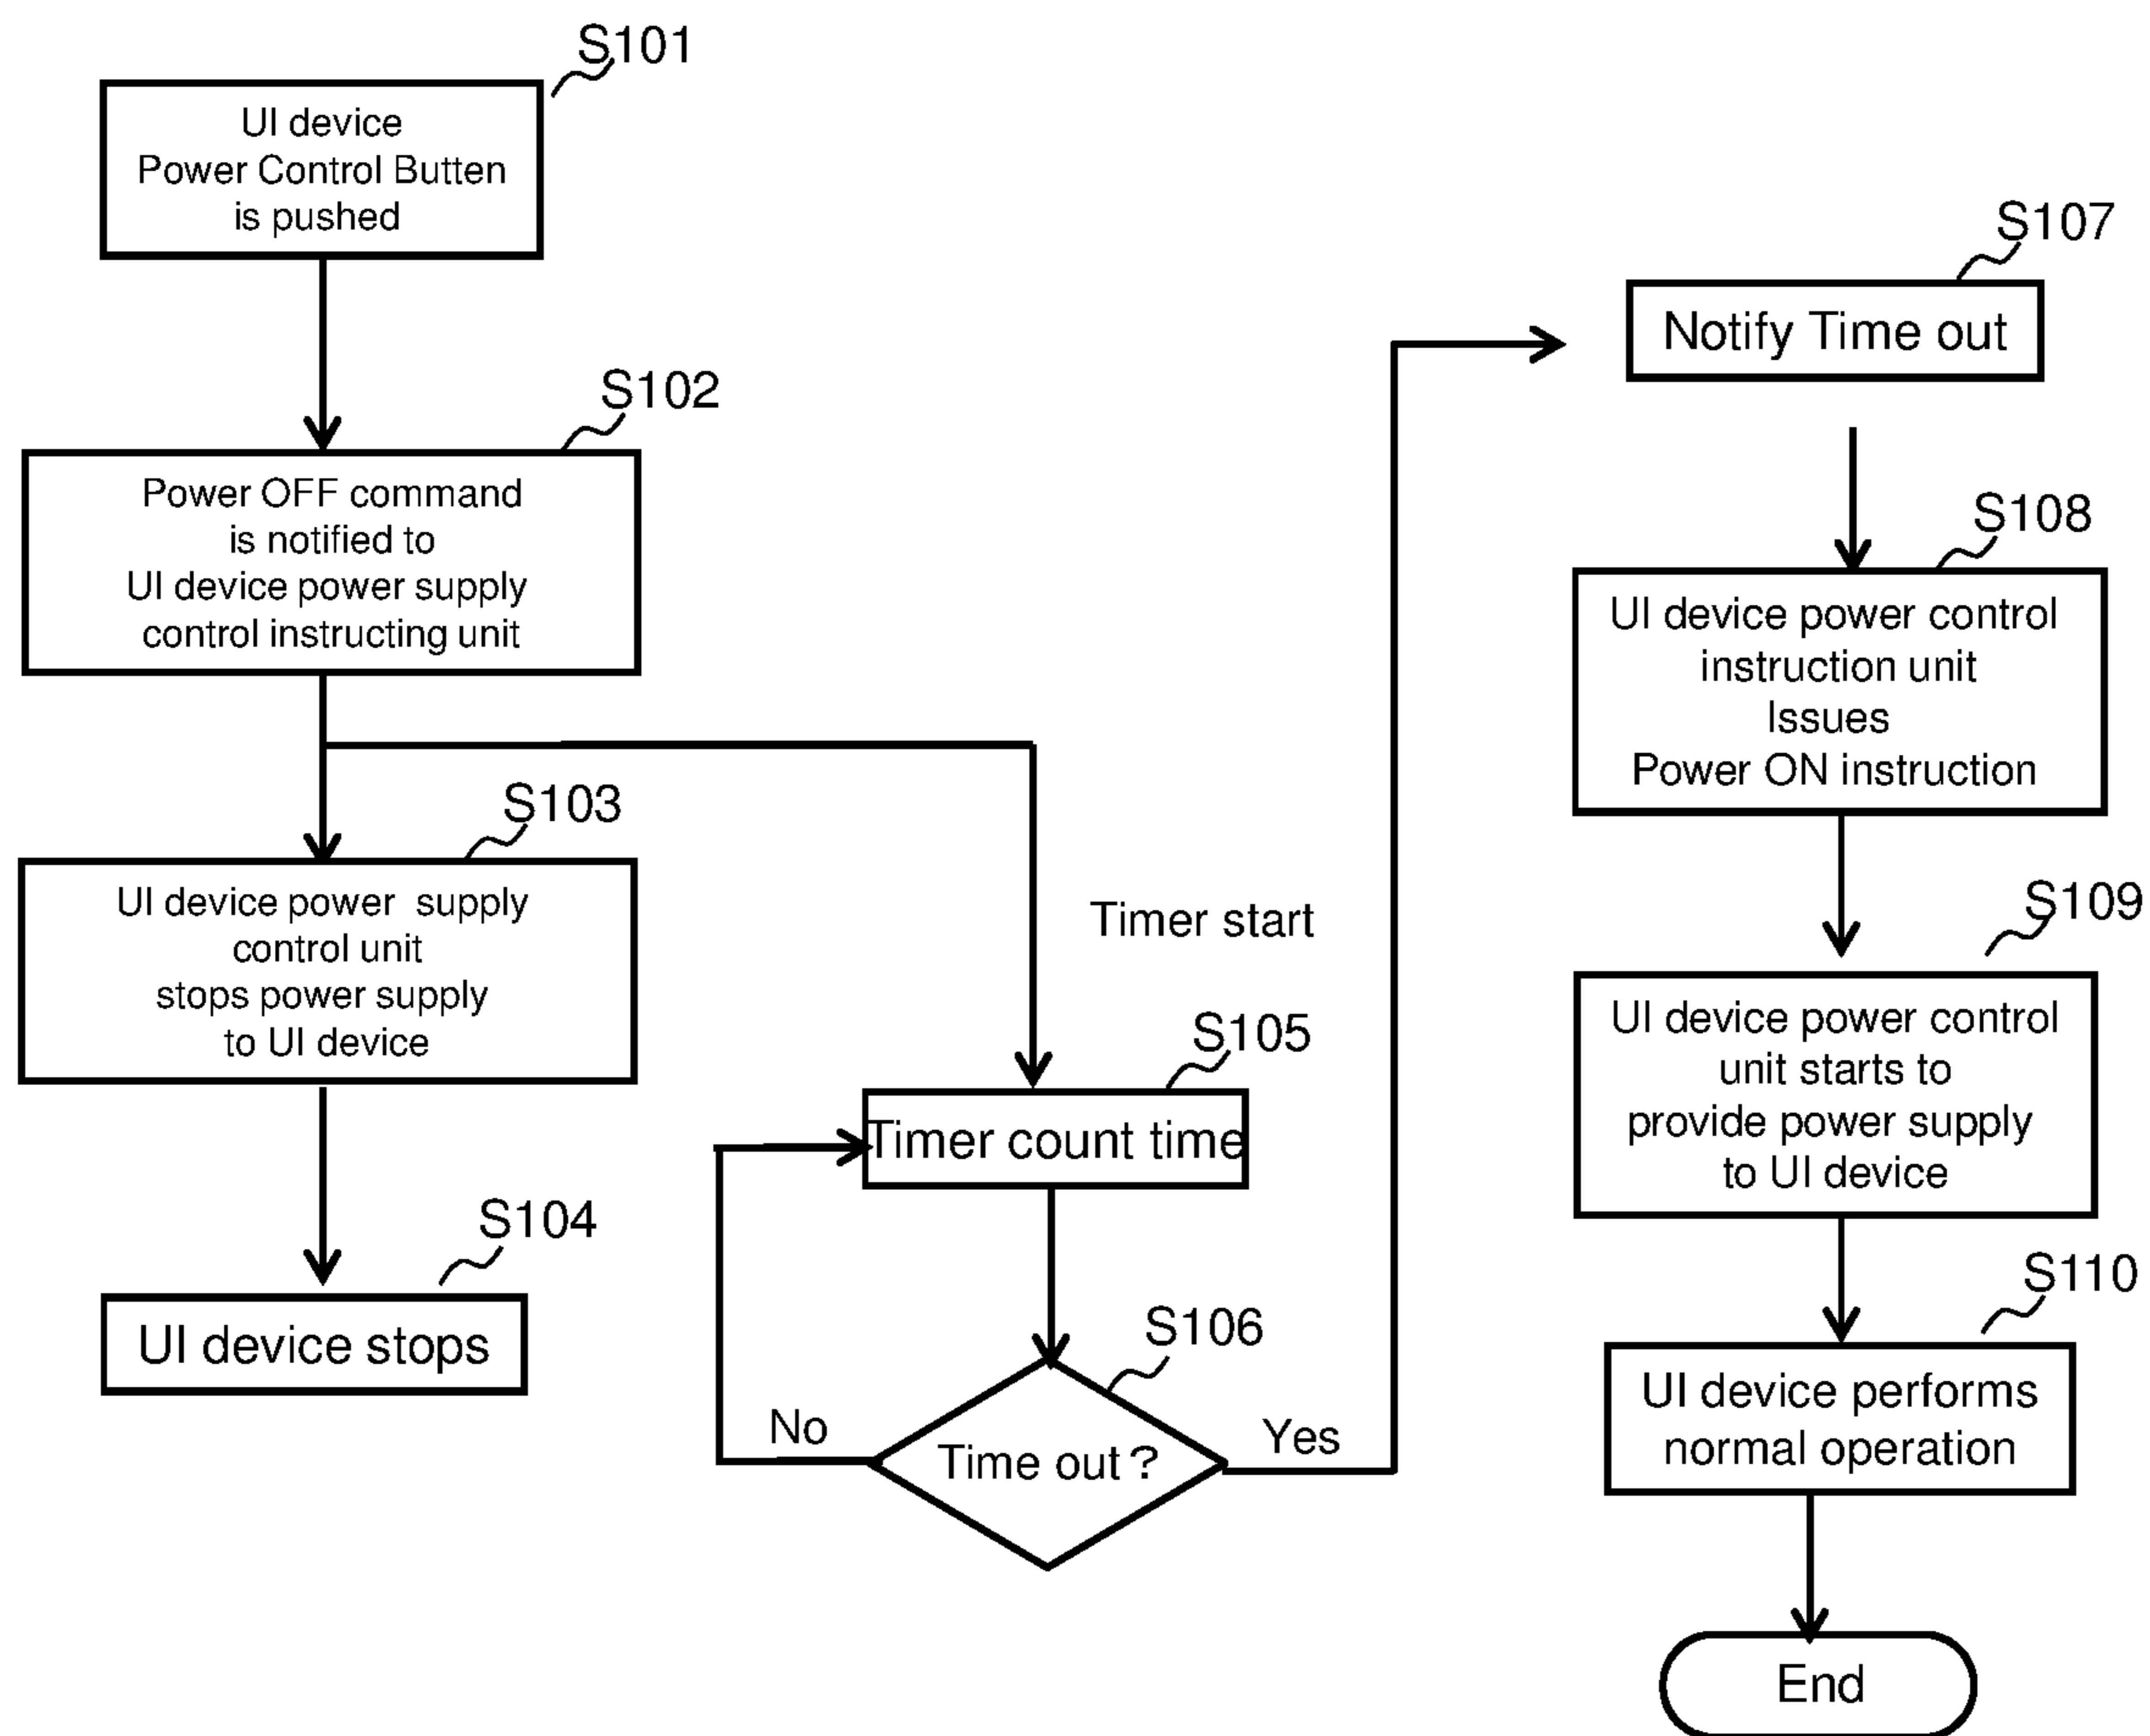 S101
UI device
Power Control Butten
is pushed
S102
Power OFF command
is notified to
UI device power supply
control instructing unit
S103
UI device power supply
control unit
stops power supply
to UI device
S104
UI device stops
Timer start
S105
Timer count time
S106
Time out ?
No
Yes
S107
Notify Time out
S108
UI device power control
instruction unit
Issues
Power ON instruction
S109
UI device power control
unit starts to
provide power supply
to UI device
S110
UI device performs
normal operation
End